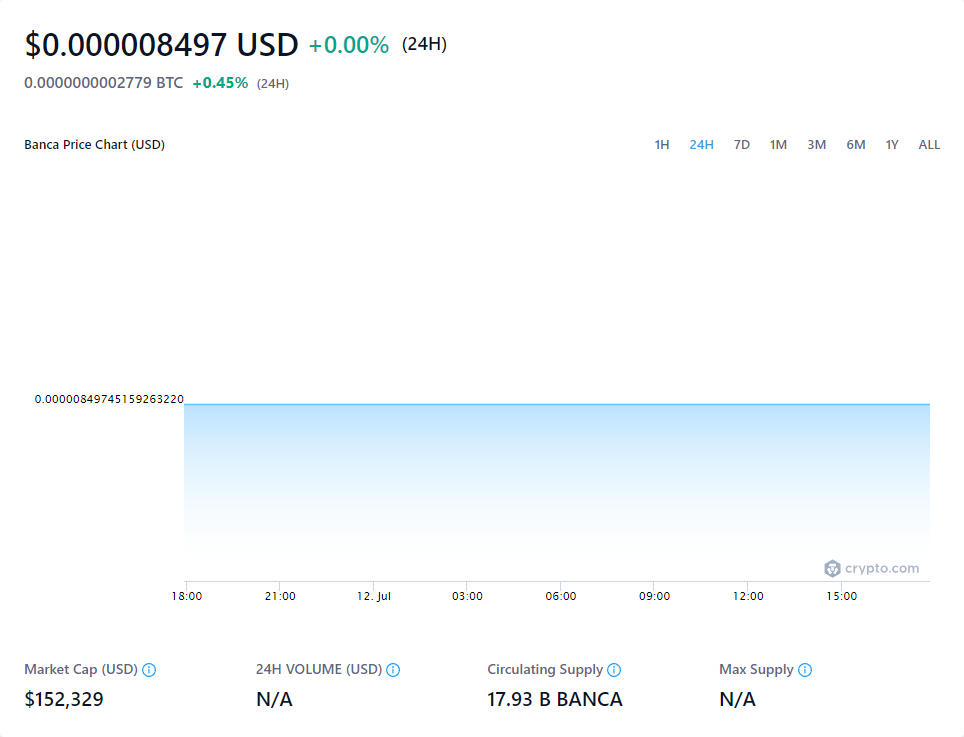 $0.000008497 USD +0.00% (24H)
0.0000000002779 BTC +0.45% (24H)
Banca Price Chart (USD) 1H 24H 7D 1M 3M 6M 1Y ALL
0.00000849745159263220
crypto.com
18:00 21:00 12. Jul 03:00 06:00 09:00 12:00 15:00
Market Cap (USD) 24H VOLUME (USD) Circulating Supply Max Supply
$152,329 N/A 17.93 B BANCA N/A